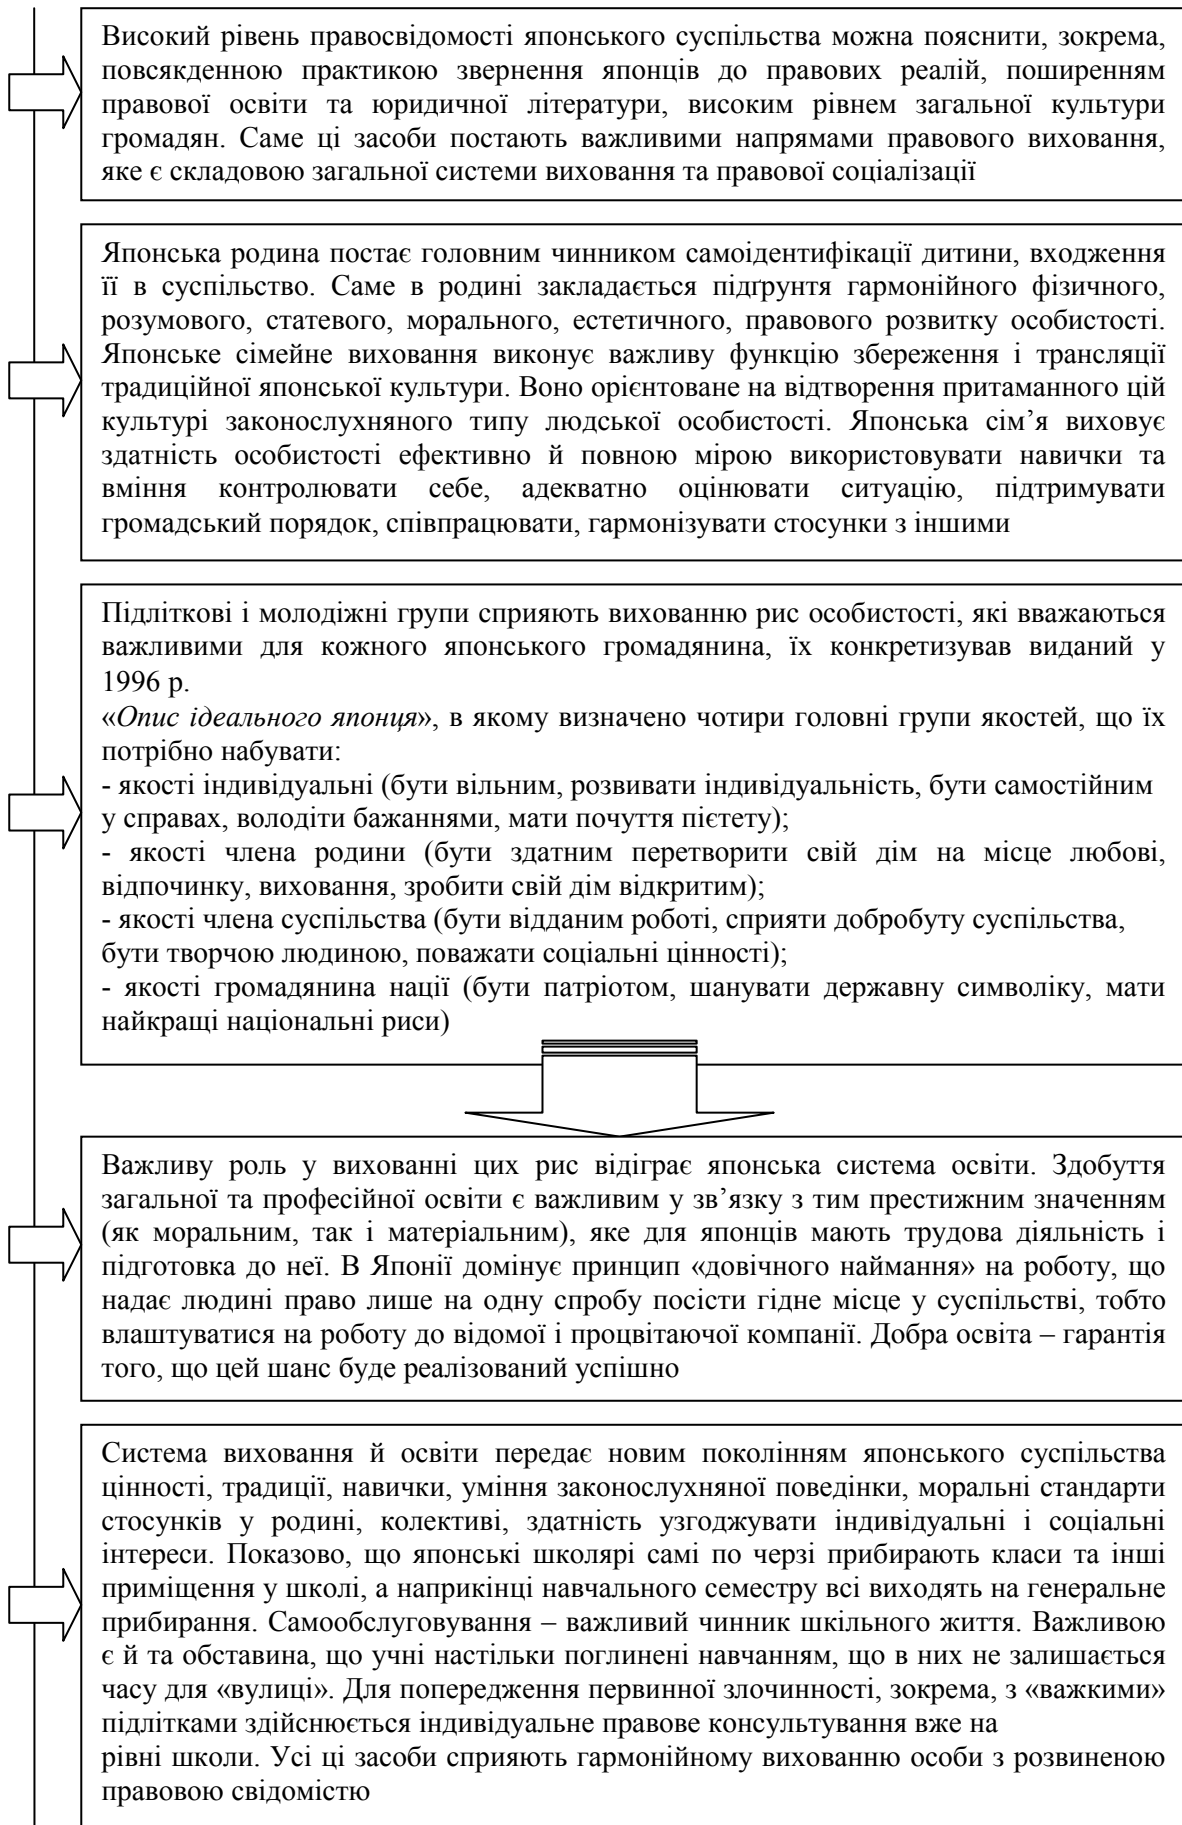 Високий рівень правосвідомості японського суспільства можна пояснити, зокрема,
повсякденною практикою звернення японців до правових реалій, поширенням
правової освіти та юридичної літератури, високим рівнем загальної культури
громадян. Саме ці засоби постають важливими напрямами правового виховання,
яке є складовою загальної системи виховання та правової соціалізації
Японська родина постає головним чинником самоідентифікації дитини, входження
її в суспільство. Саме в родині закладається підґрунтя гармонійного фізичного,
розумового, статевого, морального, естетичного, правового розвитку особистості.
Японське сімейне виховання виконує важливу функцію збереження і трансляції
традиційної японської культури. Воно орієнтоване на відтворення притаманного цій
культурі законослухняного типу людської особистості. Японська сім’я виховує
здатність особистості ефективно й повною мірою використовувати навички та
вміння контролювати себе, адекватно оцінювати ситуацію, підтримувати
громадський порядок, співпрацювати, гармонізувати стосунки з іншими
Підліткові і молодіжні групи сприяють вихованню рис особистості, які вважаються
важливими для кожного японського громадянина, їх конкретизував виданий у
1996 р.
«Опис ідеального японця», в якому визначено чотири головні групи якостей, що їх
потрібно набувати:
- якості індивідуальні (бути вільним, розвивати індивідуальність, бути самостійним
у справах, володіти бажаннями, мати почуття пієтету);
- якості члена родини (бути здатним перетворити свій дім на місце любові,
відпочинку, виховання, зробити свій дім відкритим);
- якості члена суспільства (бути відданим роботі, сприяти добробуту суспільства,
бути творчою людиною, поважати соціальні цінності);
- якості громадянина нації (бути патріотом, шанувати державну символіку, мати
найкращі національні риси)
Важливу роль у вихованні цих рис відіграє японська система освіти. Здобуття
загальної та професійної освіти є важливим у зв’язку з тим престижним значенням
(як моральним, так і матеріальним), яке для японців мають трудова діяльність і
підготовка до неї. В Японії домінує принцип «довічного наймання» на роботу, що
надає людині право лише на одну спробу посісти гідне місце у суспільстві, тобто
влаштуватися на роботу до відомої і процвітаючої компанії. Добра освіта – гарантія
того, що цей шанс буде реалізований успішно
Система виховання й освіти передає новим поколінням японського суспільства
цінності, традиції, навички, уміння законослухняної поведінки, моральні стандарти
стосунків у родині, колективі, здатність узгоджувати індивідуальні і соціальні
інтереси. Показово, що японські школярі самі по черзі прибирають класи та інші
приміщення у школі, а наприкінці навчального семестру всі виходять на генеральне
прибирання. Самообслуговування – важливий чинник шкільного життя. Важливою
є й та обставина, що учні настільки поглинені навчанням, що в них не залишається
часу для «вулиці». Для попередження первинної злочинності, зокрема, з «важкими»
підлітками здійснюється індивідуальне правове консультування вже на
рівні школи. Усі ці засоби сприяють гармонійному вихованню особи з розвиненою
правовою свідомістю